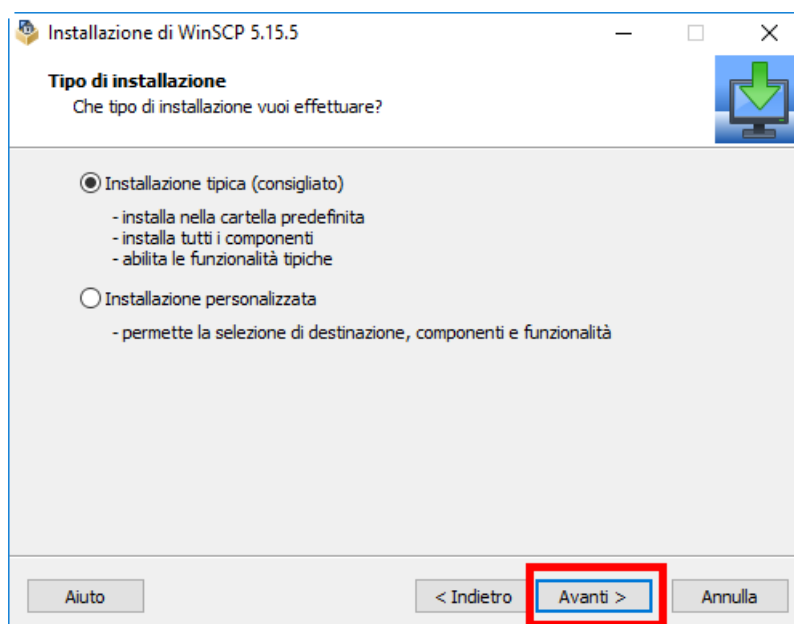 Installazione di WinSCP 5.15.5
Tipo di installazione
Che tipo di installazione vuoi effettuare?
Installazione tipica (consigliato)
- installa nella cartella predefinita
- installa tutti i componenti
- abilita le funzionalità tipiche
Installazione personalizzata
- permette la selezione di destinazione, componenti e funzionalità
Aiuto < Indietro Avanti > Annulla